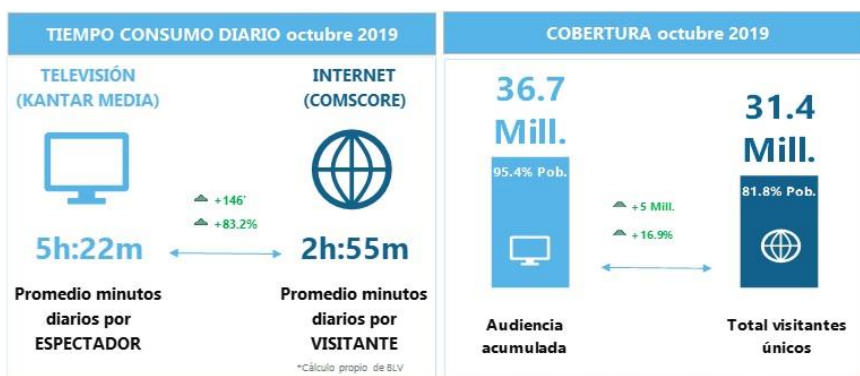 TIEMPO CONSUMO DIARIO octubre 2019
TELEVISIÓN
(KANTAR MEDIA)
INTERNET
(COMSCORE)
+146'
+83.2%
5h:22m
2h:55m
Promedio minutos
diarios por
ESPECTADOR
Promedio minutos
diarios por
VISITANTE
*Cálculo propio de BLV
COBERTURA octubre 2019
36.7
Mill.
31.4
Mill.
95.4% Pob.
81.8% Pob.
+5 Mill.
+16.9%
Audiencia
acumulada
Total visitantes
únicos